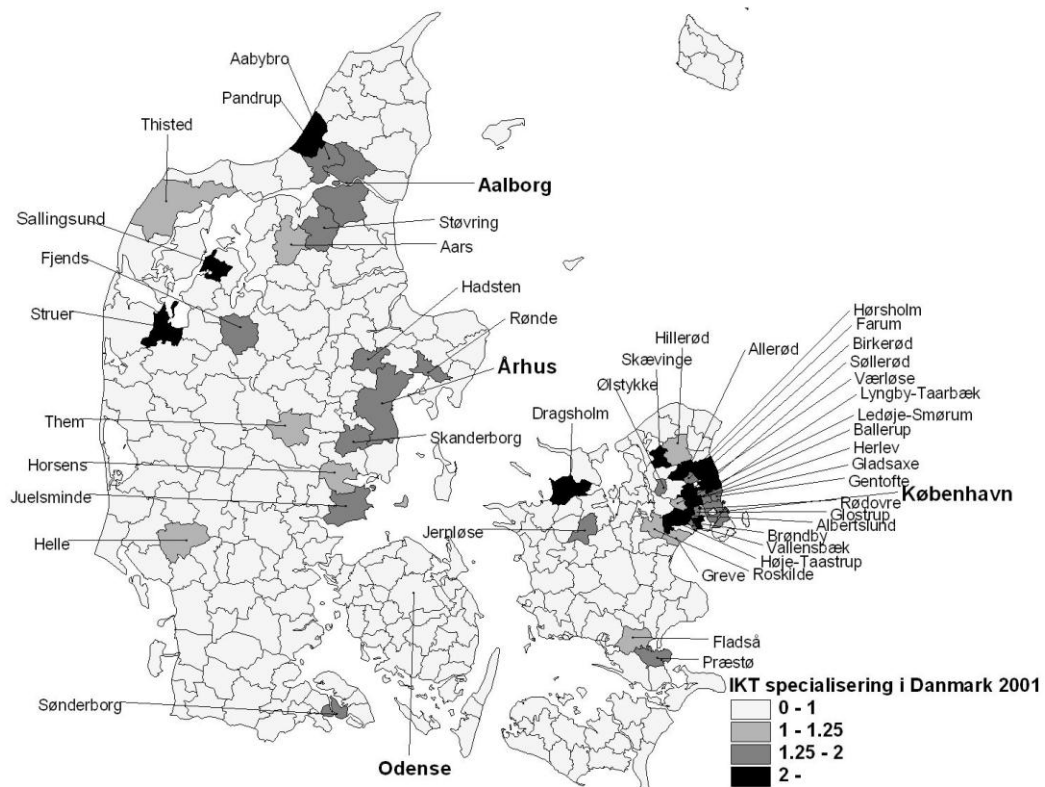 Aabybro
Pandrup
Thisted
Aalborg
Sallingsund
Støvring
Aars
Fjends
Hadsten
Struer
Rønde
Århus
Hørsholm
Farum
Hillerød
Birkerød
Skævinge
Allerød
Søllerød
Ølstykke
Værløse
Lyngby-Taarbæk
Dragsholm
Ledøje-Smørum
Them
Ballerup
Skanderborg
Herlev
Horsens
Gladsaxe
Gentofte
Juelsminde
Rødovre
København
Glostrup
Jernløse
Albertslund
Helle
Brøndby
Vallensbæk
Høje-Taastrup
Greve
Roskilde
Fladså
Præstø
Sønderborg
Odense
IKT specialisering i Danmark 2001
0 - 1
1 - 1.25
1.25 - 2
2 -